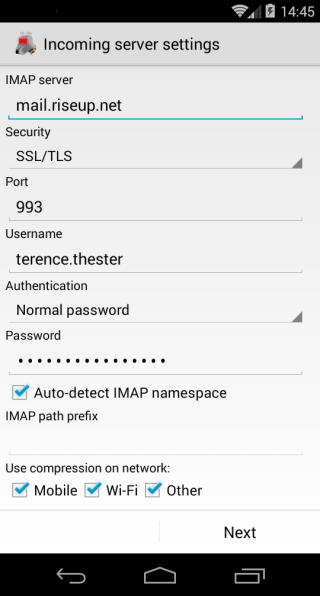 14:45
Incoming server settings
IMAP server
mail.riseup.net
Security
SSL/TLS
Port
993
Username
terence.thester
Authentication
Normal password
Password
••••••••••••••••
Auto-detect IMAP namespace
IMAP path prefix
Use compression on network:
Mobile Wi-Fi Other
Next